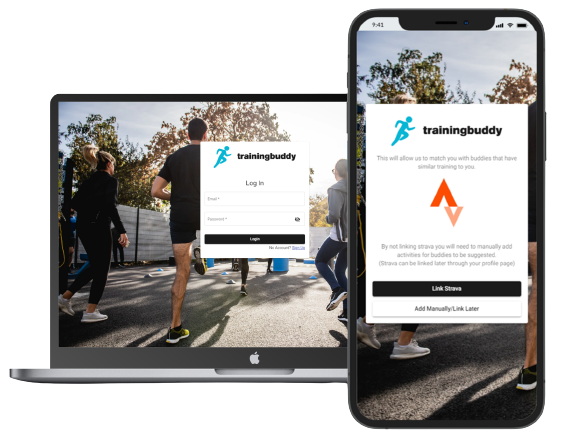 trainingbuddy
Log In
Email *
Password *
Login
No Account? Sign Up
9:41
trainingbuddy
This will allow us to match you with buddies that have
similar training to you.
By not linking strava you will need to manually add
activities for buddies to be suggested.
(Strava can be linked later through your profile page)
Link Strava
Add Manually/Link Later